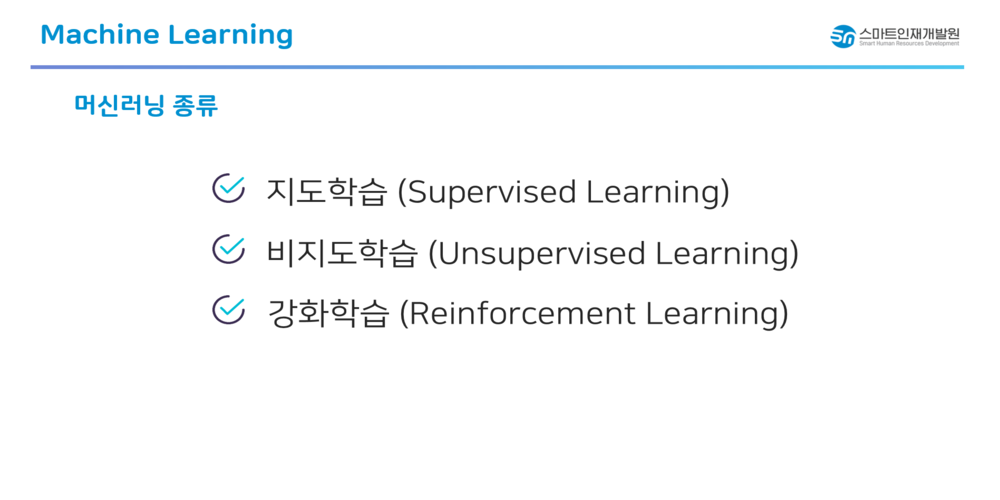 Machine Learning
스마트인재개발원
Smart Human Resources Development
머신러닝 종류
지도학습 (Supervised Learning)
비지도학습 (Unsupervised Learning)
강화학습 (Reinforcement Learning)